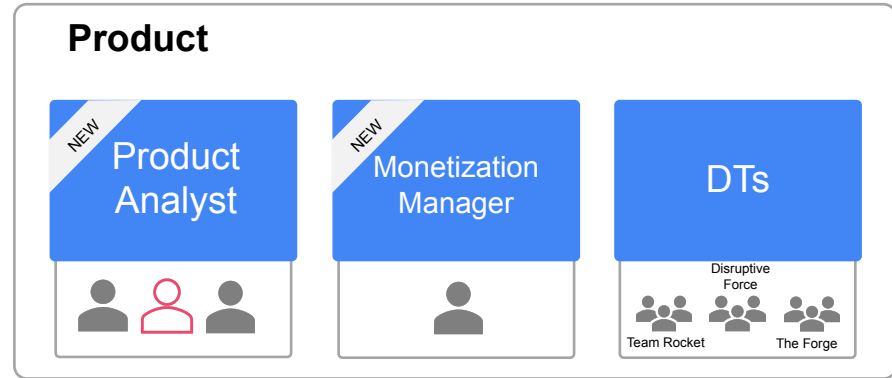 Product
NEW
Product
Analyst
NEW
Monetization
Manager
DTs
Disruptive
Force
Team Rocket
The Forge